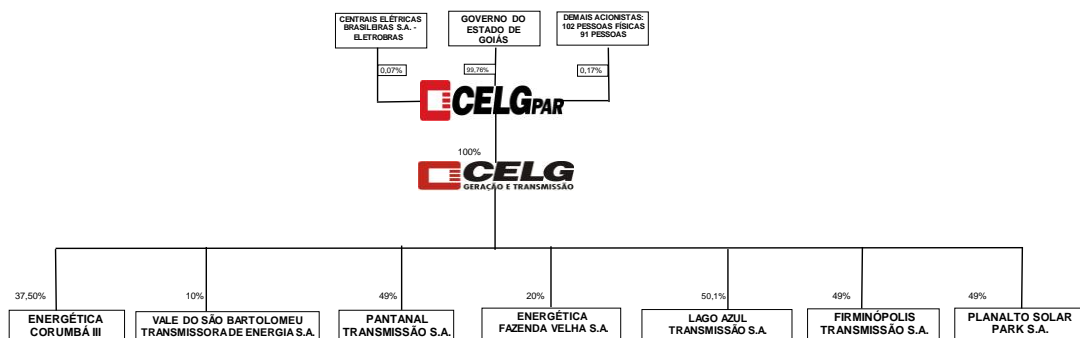 CENTRAIS ELÉTRICAS
BRASILEIRAS S.A. -
ELETROBRAS
GOVERNO DO
ESTADO DE
GOIÁS
DEMAIS ACIONISTAS:
102 PESSOAS FÍSICAS
91 PESSOAS
0,07%
99,76%
0,17%
CELGPAR
100%
CELG
GERAÇÃO E TRANSMISSÃO
37,50%
10%
49%
20%
50,1%
49%
49%
ENERGÉTICA
CORUMBÁ III
VALE DO SÃO BARTOLOMEU
TRANSMISSORA DE ENERGIA S.A.
PANTANAL
TRANSMISSÃO S.A.
ENERGÉTICA
FAZENDA VELHA S.A.
LAGO AZUL
TRANSMISSÃO S.A.
FIRMINÓPOLIS
TRANSMISSÃO S.A.
PLANALTO SOLAR
PARK S.A.